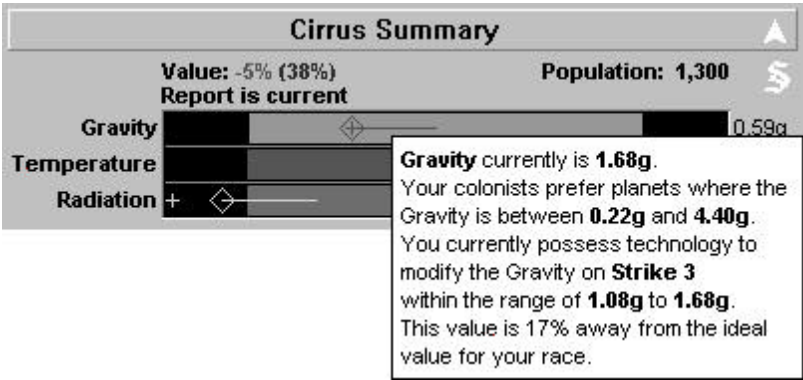 Cirrus Summary
Value: -5% (38%) Population: 1,300
Report is current
Gravity 0.59g
Temperature
Radiation
Gravity currently is 1.68g.
Your colonists prefer planets where the
Gravity is between 0.22g and 4.40g.
You currently possess technology to
modify the Gravity on Strike 3
within the range of 1.08g to 1.68g.
This value is 17% away from the ideal
value for your race.